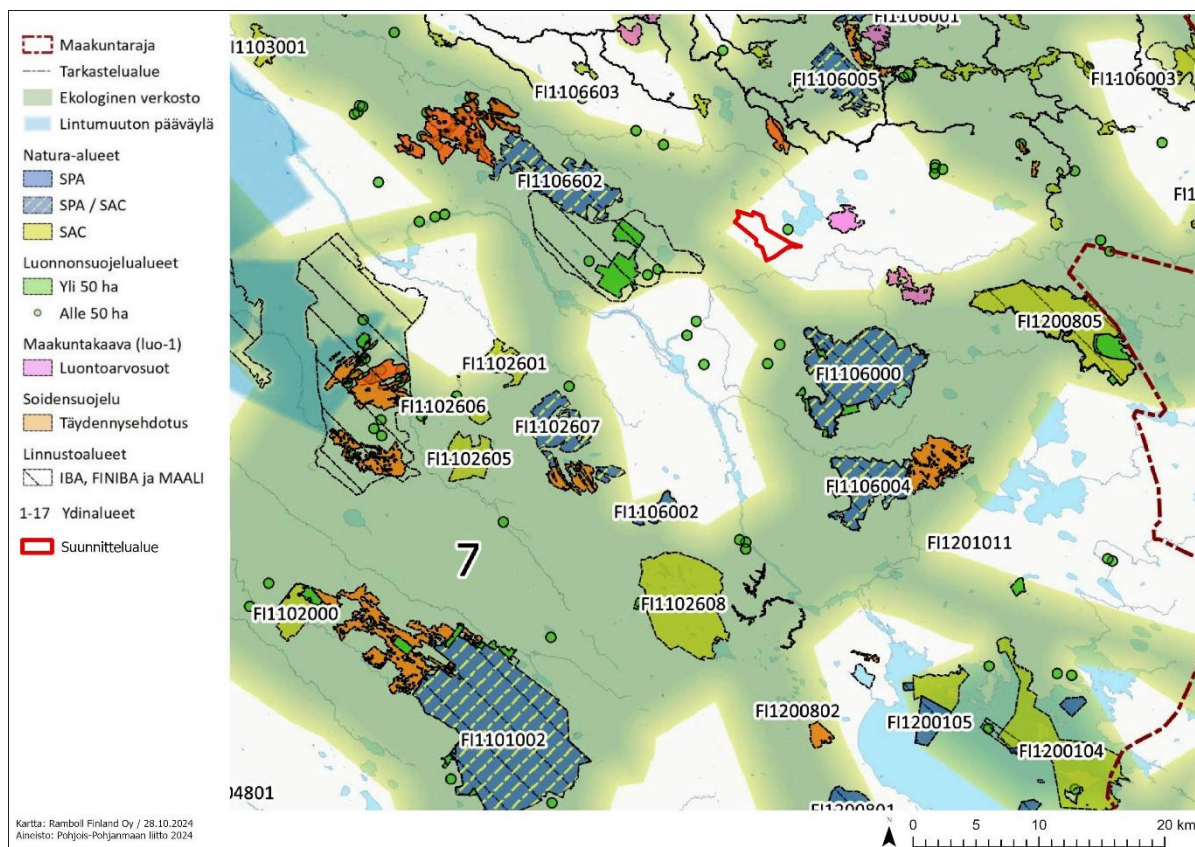 Maakuntaraja
Tarkastelualue
Ekologinen verkosto
Lintumuuton pääväylä
Natura-alueet
SPA
SPA / SAC
SAC
Luonnonsuojelualueet
Yli 50 ha
Alle 50 ha
Maakuntakaava (luo-1)
Luontoarvosuot
Soidensuojelu
Täydennysehdotus
Linnustoalueet
IBA, FINIBA ja MAALI
1-17 Ydinalueet
Suunnittelualue
Kartta: Ramboll Finland Oy / 28.10.2024
Aineisto: Pohjois-Pohjanmaan liitto 2024
FI1106001
FI1103001
FI1106005
FI1106003
FI1106603
FI1106602
FI1
FI1200805
FI1102601
FI1106000
FI1102606
FI1102607
FI1102605
FI1106004
FI1106002
FI1201011
7
FI1102608
FI1102000
FI1200802
FI1200105
FI1101002
FI1200104
04801
FI1200801
N
0 5 10 20 km